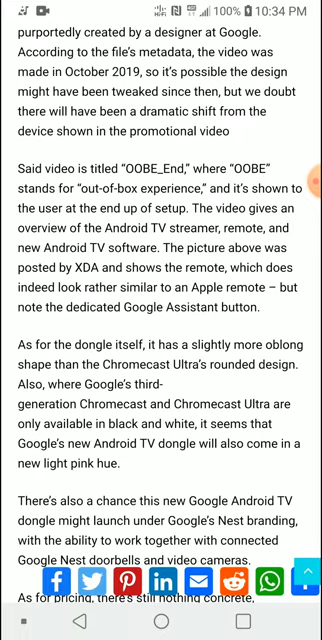 100% 10:34 PM
purportedly created by a designer at Google.
According to the file's metadata, the video was
made in October 2019, so it's possible the design
might have been tweaked since then, but we doubt
there will have been a dramatic shift from the
device shown in the promotional video
Said video is titled “OOBE_End,” where “OOBE”
stands for “out-of-box experience,” and it's shown to
the user at the end up of setup. The video gives an
overview of the Android TV streamer, remote, and
new Android TV software. The picture above was
posted by XDA and shows the remote, which does
indeed look rather similar to an Apple remote – but
note the dedicated Google Assistant button.
As for the dongle itself, it has a slightly more oblong
shape than the Chromecast Ultra's rounded design.
Also, where Google's third-
generation Chromecast and Chromecast Ultra are
only available in black and white, it seems that
Google's new Android TV dongle will also come in a
new light pink hue.
There's also a chance this new Google Android TV
dongle might launch under Google's Nest branding,
with the ability to work together with connected
Google Nest doorbells and video cameras.
As for pricing, there's still nothing concrete,